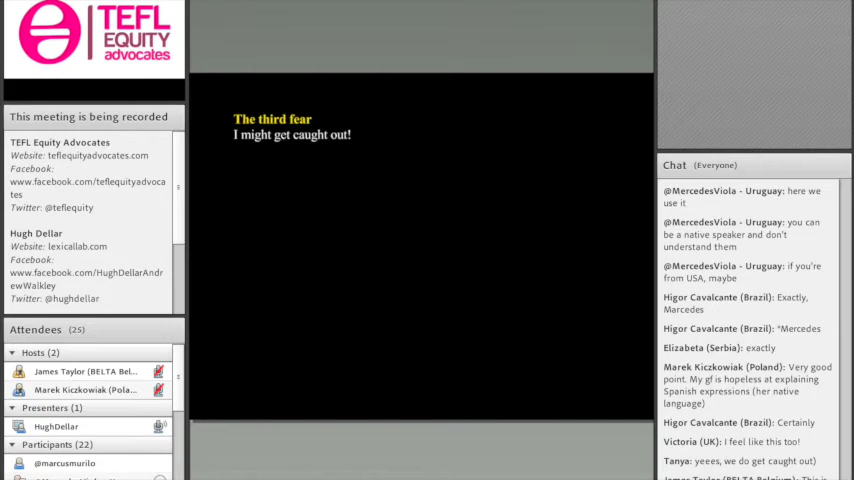 TEFL
EQUITY
advocates
This meeting is being recorded
TEFL Equity Advocates
Website: teflequityadvocates.com
Facebook:
www.facebook.com/teflequityadvoca
tes
Twitter: @teflequity
Hugh Dellar
Website: lexicallab.com
Facebook:
www.facebook.com/HughDellarAndr
ewWalkley
Twitter: @hughdellar
Attendees (25)
Hosts (2)
James Taylor (BELTA Bel...
Marek Kiczkowiak (Pola...
Presenters (1)
HughDellar
Participants (22)
@marcusmurilo
The third fear
I might get caught out!
Chat (Everyone)
@MercedesViola - Uruguay: here we
use it
@MercedesViola - Uruguay: you can
be a native speaker and don't
understand them
@MercedesViola - Uruguay: if you're
from USA, maybe
Higor Cavalcante (Brazil): Exactly,
Marcedes
Higor Cavalcante (Brazil): *Mercedes
Elizabeta (Serbia): exactly
Marek Kiczkowiak (Poland): Very good
point. My gf is hopeless at explaining
Spanish expressions (her native
language)
Higor Cavalcante (Brazil): Certainly
Victoria (UK): I feel like this too!
Tanya: yeees, we do get caught out)
James Taylor (BELTA Belgium): This is